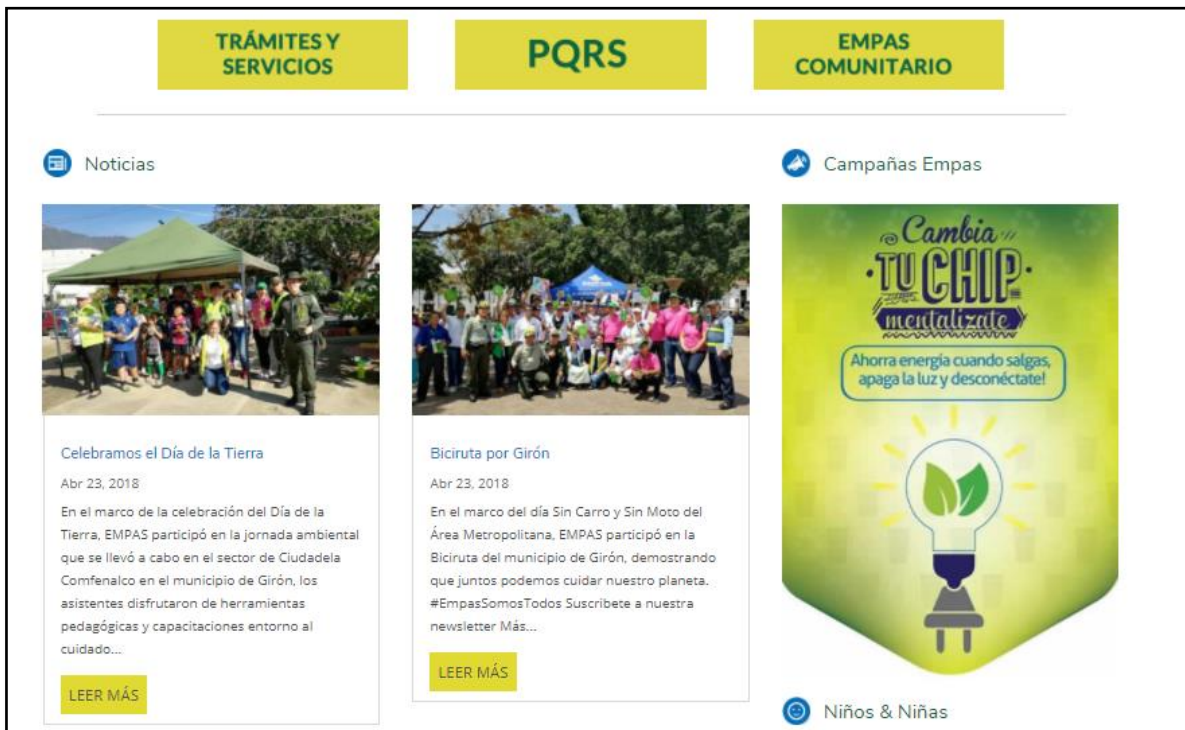 TRÁMITES Y
SERVICIOS
PQRS
EMPAS
COMUNITARIO
Noticias
Celebramos el Día de la Tierra
Abr 23, 2018
En el marco de la celebración del Día de la
Tierra, EMPAS participó en la jornada ambiental
que se llevó a cabo en el sector de Ciudadela
Comfenalco en el municipio de Girón, los
asistentes disfrutaron de herramientas
pedagógicas y capacitaciones entorno al
cuidado...
LEER MÁS
Biciruta por Girón
Abr 23, 2018
En el marco del día Sin Carro y Sin Moto del
Área Metropolitana, EMPAS participó en la
Biciruta del municipio de Girón, demostrando
que juntos podemos cuidar nuestro planeta.
#EmpasSomosTodos Suscribete a nuestra
newsletter Más...
LEER MÁS
Campañas Empas
Cambia
TU CHIP
mentalizate
Ahorra energía cuando salgas,
apaga la luz y desconéctate!
Niños & Niñas